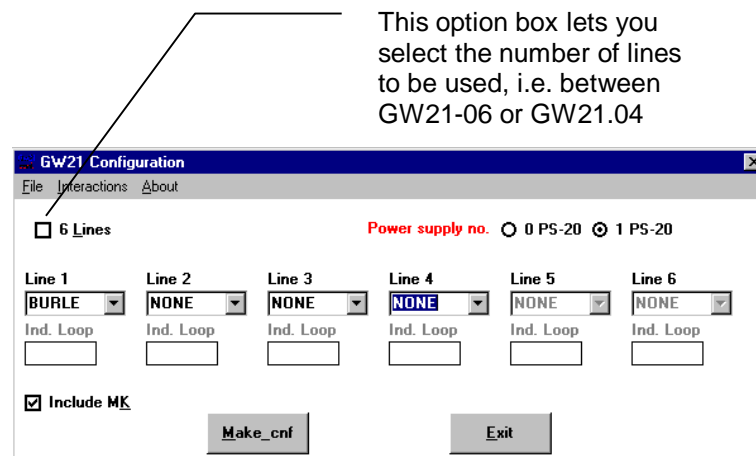 This option box lets you
select the number of lines
to be used, i.e. between
GW21-06 or GW21.04
GW21 Configuration
File Interactions About
6 Lines Power supply no. 0 PS-20 1 PS-20
Line 1 Line 2 Line 3 Line 4 Line 5 Line 6
BURLE NONE NONE NONE NONE NONE
Ind. Loop Ind. Loop Ind. Loop Ind. Loop Ind. Loop Ind. Loop
Include MK
Make_cnf Exit